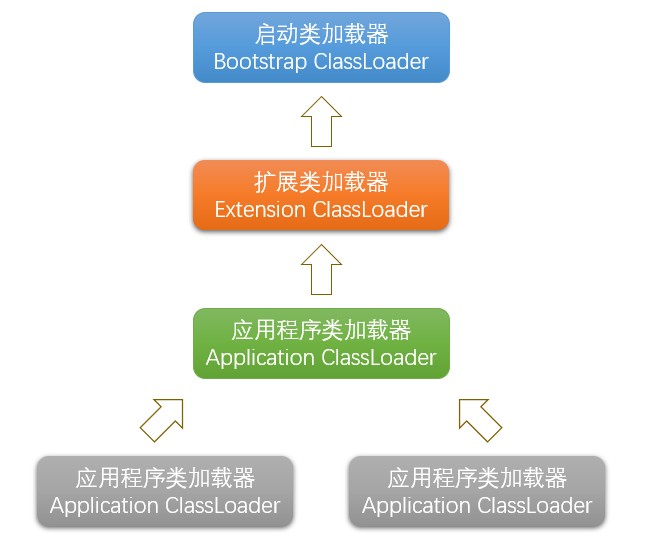 启动类加载器
Bootstrap ClassLoader
扩展类加载器
Extension ClassLoader
应用程序类加载器
Application ClassLoader
应用程序类加载器
Application ClassLoader
应用程序类加载器
Application ClassLoader